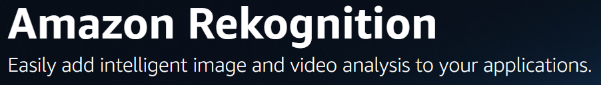 Amazon Rekognition
Easily add intelligent image and video analysis to your applications.